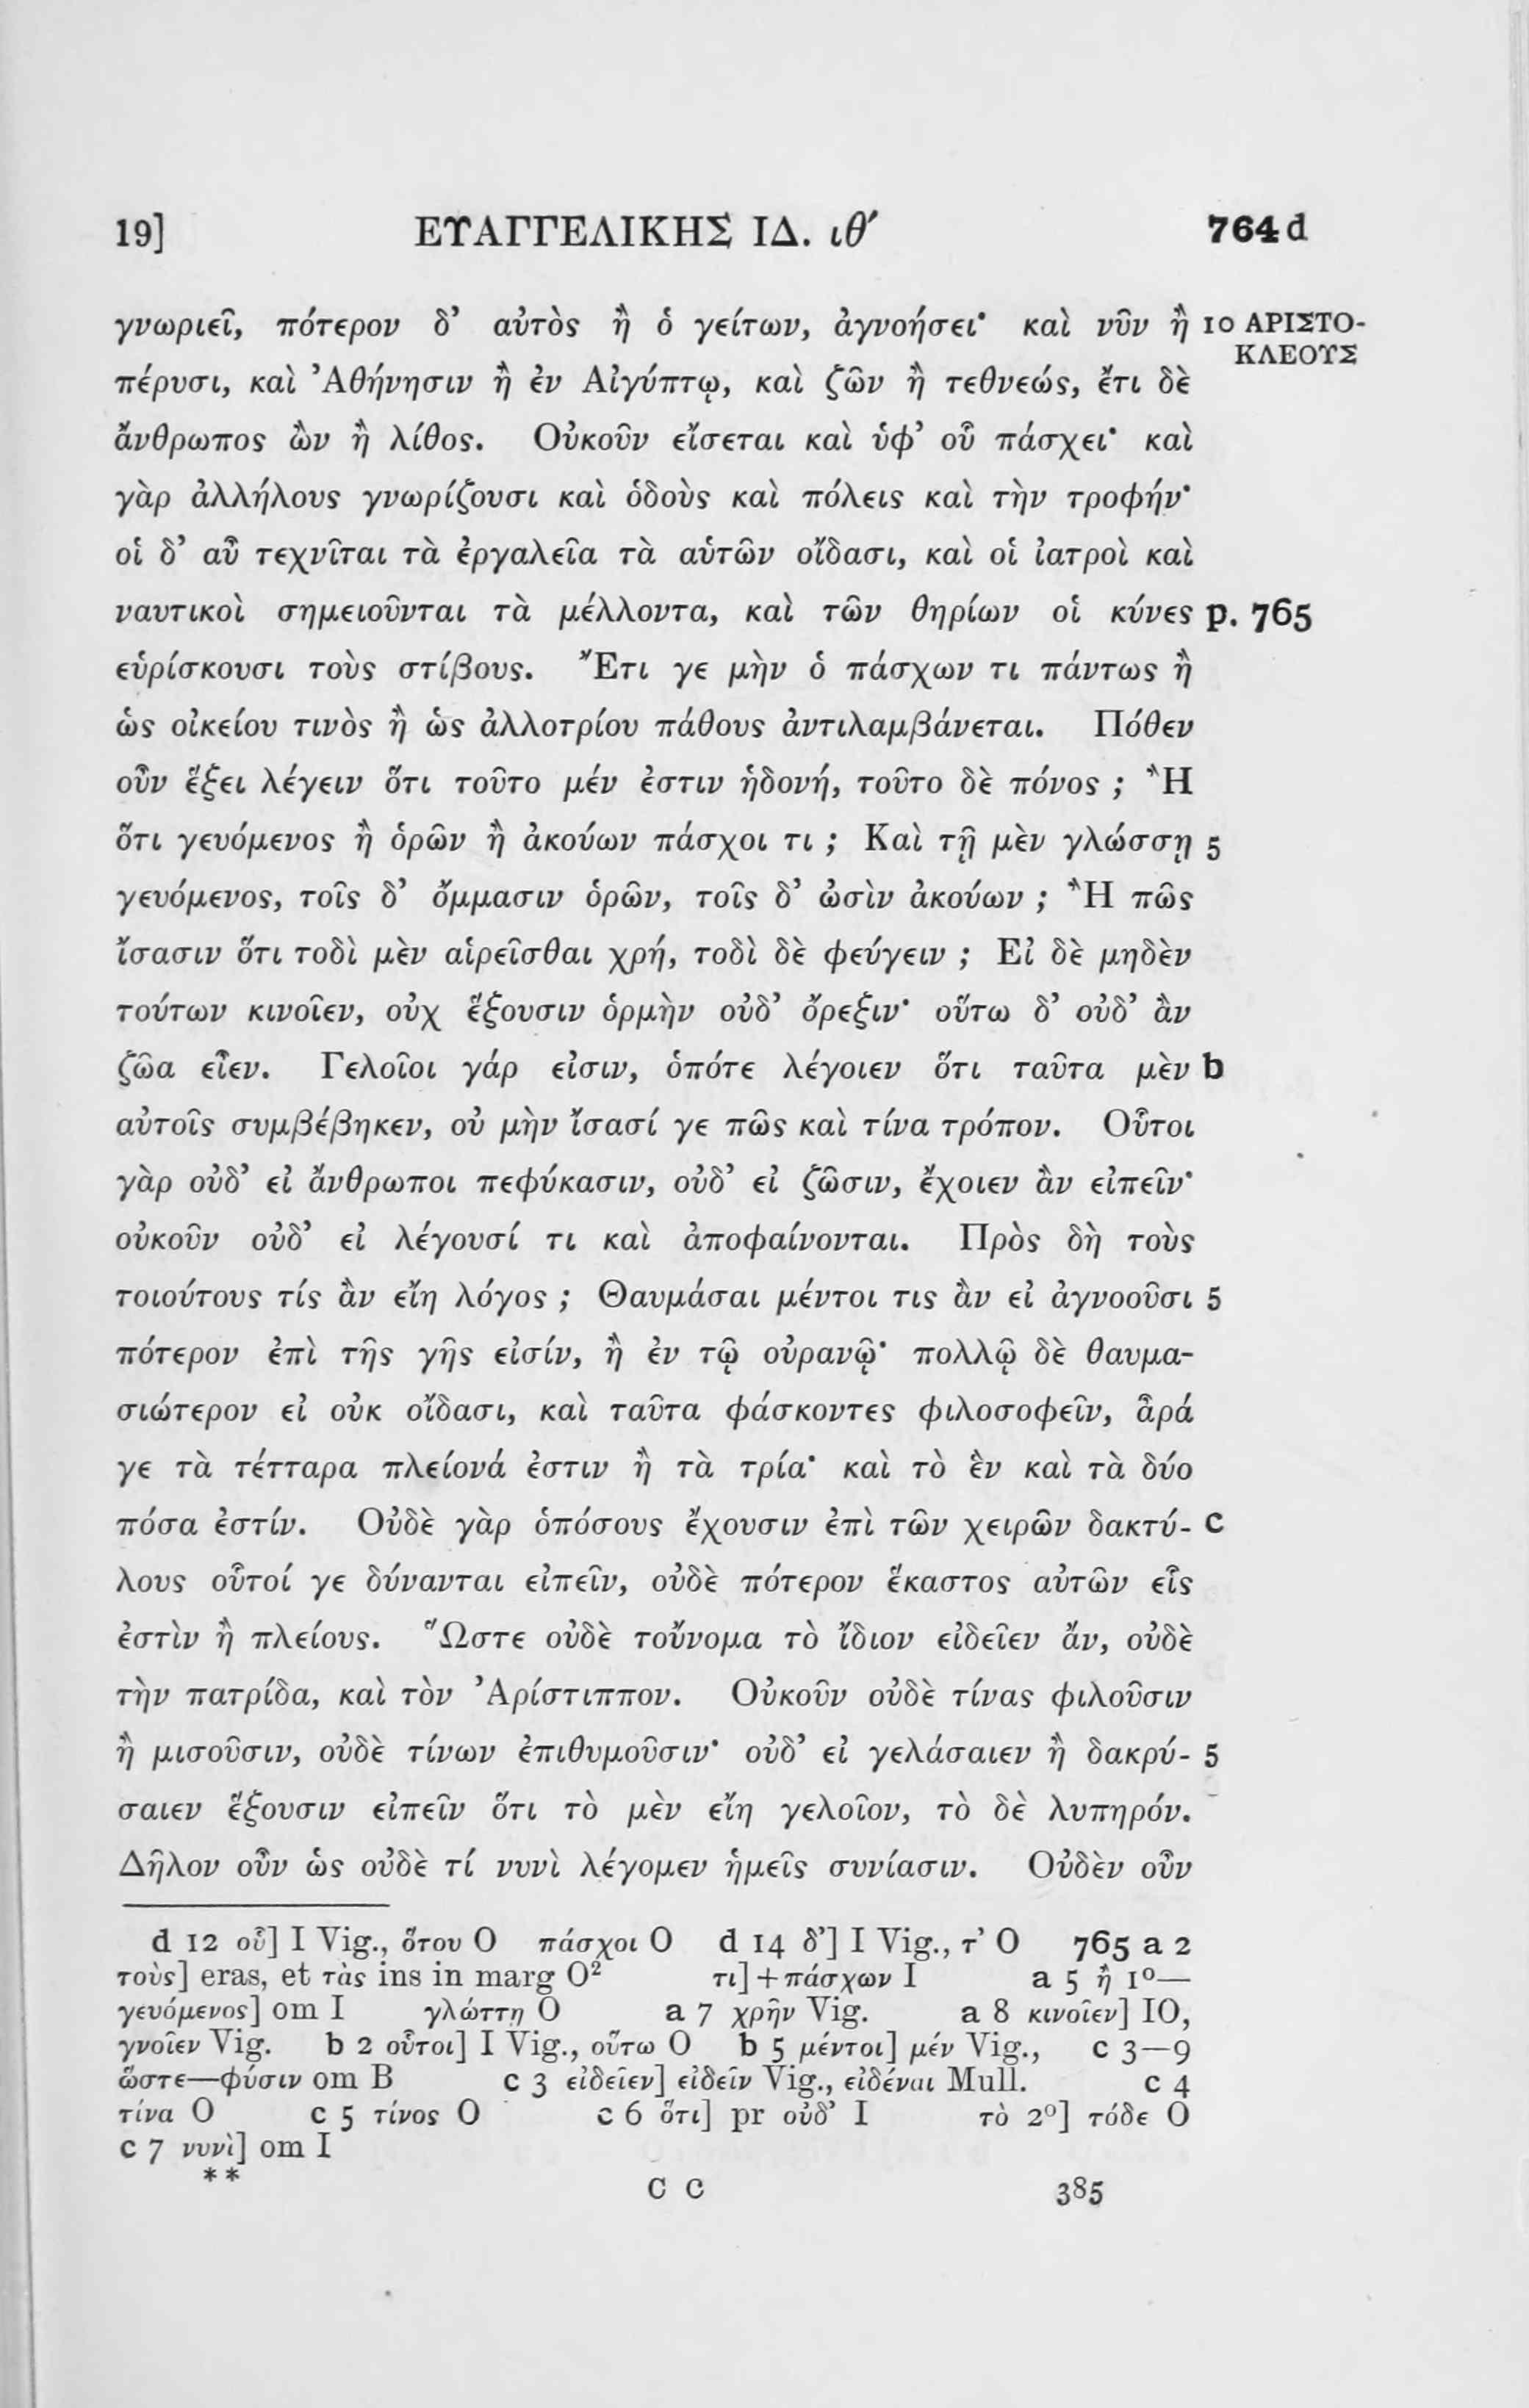 19] ΕΥΑΓΓΕΛΙΚΗΣ ΙΔ. ιθʹ 764 d
γνωριεῖ, πότερον δ’ αὐτὸς ἢ ὁ γείτων, ἀγνοήσει· καὶ νῦν ἢ 10 ΑΡΙΣΤΟ-
ΚΛΕΟΥΣ
πέρυσι, καὶ Ἀθήνησιν ἢ ἐν Αἰγύπτῳ, καὶ ζῶν ἢ τεθνεώς, ἔτι δὲ
ἄνθρωπος ὢν ἢ λίθος. Οὐκοῦν εἴσεται καὶ ὑφ’ οὗ πάσχει· καὶ
γὰρ ἀλλήλους γνωρίζουσι καὶ ὁδοὺς καὶ πόλεις καὶ τὴν τροφήν·
οἱ δ’ αὖ τεχνῖται τὰ ἐργαλεῖα τὰ αὑτῶν οἴδασι, καὶ οἱ ἰατροὶ καὶ
ναυτικοὶ σημειοῦνται τὰ μέλλοντα, καὶ τῶν θηρίων οἱ κύνες p. 765
εὑρίσκουσι τοὺς στίβους. Ἔτι γε μὴν ὁ πάσχων τι πάντως ἢ
ὡς οἰκείου τινὸς ἢ ὡς ἀλλοτρίου πάθους ἀντιλαμβάνεται. Πόθεν
οὖν ἕξει λέγειν ὅτι τοῦτο μέν ἐστιν ἡδονή, τοῦτο δὲ πόνος ; Ἢ
ὅτι γευόμενος ἢ ὁρῶν ἢ ἀκούων πάσχοι τι ; Καὶ τῇ μὲν γλώσσῃ 5
γευόμενος, τοῖς δ’ ὄμμασιν ὁρῶν, τοῖς δ’ ὠσὶν ἀκούων ; Ἢ πῶς
ἴσασιν ὅτι τοδὶ μὲν αἱρεῖσθαι χρή, τοδὶ δὲ φεύγειν ; Εἰ δὲ μηδὲν
τούτων κινοῖεν, οὐχ ἕξουσιν ὁρμὴν οὐδ’ ὄρεξιν· οὕτω δ’ οὐδ’ ἂν
ζῶα εἶεν. Γελοῖοι γάρ εἰσιν, ὁπότε λέγοιεν ὅτι ταῦτα μὲν b
αὐτοῖς συμβέβηκεν, οὐ μὴν ἴσασί γε πῶς καὶ τίνα τρόπον. Οὗτοι
γὰρ οὐδ’ εἰ ἄνθρωποι πεφύκασιν, οὐδ’ εἰ ζῶσιν, ἔχοιεν ἂν εἰπεῖν·
οὐκοῦν οὐδ’ εἰ λέγουσί τι καὶ ἀποφαίνονται. Πρὸς δὴ τοὺς
τοιούτους τίς ἂν εἴη λόγος ; Θαυμάσαι μέντοι τις ἂν εἰ ἀγνοοῦσι 5
πότερον ἐπὶ τῆς γῆς εἰσίν, ἢ ἐν τῷ οὐρανῷ· πολλῷ δὲ θαυμα-
σιώτερον εἰ οὐκ οἴδασι, καὶ ταῦτα φάσκοντες φιλοσοφεῖν, ἆρά
γε τὰ τέτταρα πλείονά ἐστιν ἢ τὰ τρία· καὶ τὸ ἓν καὶ τὰ δύο
πόσα ἐστίν. Οὐδὲ γὰρ ὁπόσους ἔχουσιν ἐπὶ τῶν χειρῶν δακτύ- c
λους οὗτοί γε δύνανται εἰπεῖν, οὐδὲ πότερον ἕκαστος αὐτῶν εἷς
ἐστὶν ἢ πλείους. Ὥστε οὐδὲ τοὔνομα τὸ ἴδιον εἰδεῖεν ἄν, οὐδὲ
τὴν πατρίδα, καὶ τὸν Ἀρίστιππον. Οὐκοῦν οὐδὲ τίνας φιλοῦσιν
ἢ μισοῦσιν, οὐδὲ τίνων ἐπιθυμοῦσιν· οὐδ’ εἰ γελάσαιεν ἢ δακρύ- 5
σαιεν ἕξουσιν εἰπεῖν ὅτι τὸ μὲν εἴη γελοῖον, τὸ δὲ λυπηρόν.
Δῆλον οὖν ὡς οὐδὲ τί νυνὶ λέγομεν ἡμεῖς συνίασιν. Οὐδὲν οὖν
d 12 οὗ] I Vig., ὅτου O πάσχοι O d 14 δ’] I Vig., τ’ O 765 a 2
τοὺς] eras, et τὰς ins in marg O² τι] + πάσχων I a 5 ἢ 1º—
γευόμενος] om I γλώττῃ O a 7 χρῆν Vig. a 8 κινοῖεν] IO,
γνοῖεν Vig. b 2 οὗτοι] I Vig., οὕτω O b 5 μέντοι] μέν Vig., c 3—9
ὥστε—φύσιν om B c 3 εἰδεῖεν] εἰδεῖν Vig., εἰδέναι Mull. c 4
τίνα O c 5 τίνος O c 6 ὅτι] pr οὐδ’ I τὸ 2º] τόδε O
c 7 νυνὶ] om I
** C C 385